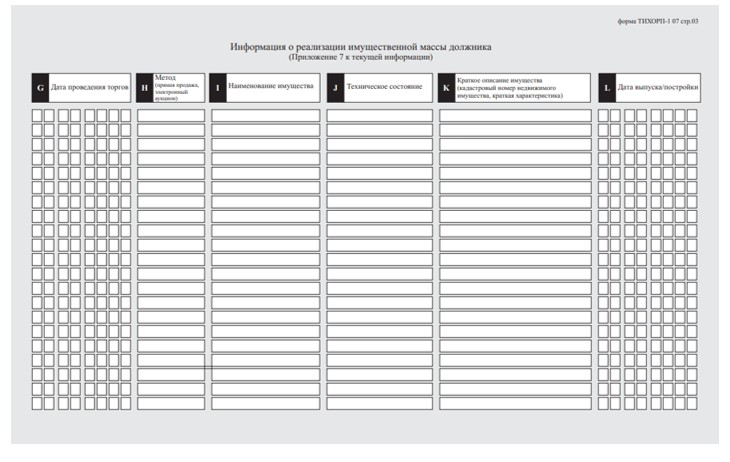 форма ТИХОРП-1 07 стр.03
Информация о реализации имущественной массы должника
(Приложение 7 к текущей информации)
G Дата проведения торгов
H Метод
(прямая продажа,
электронный
аукцион)
I Наименование имущества
J Техническое состояние
K Краткое описание имущества
(кадастровый номер недвижимого
имущества, краткая характеристика)
L Дата выпуска/постройки